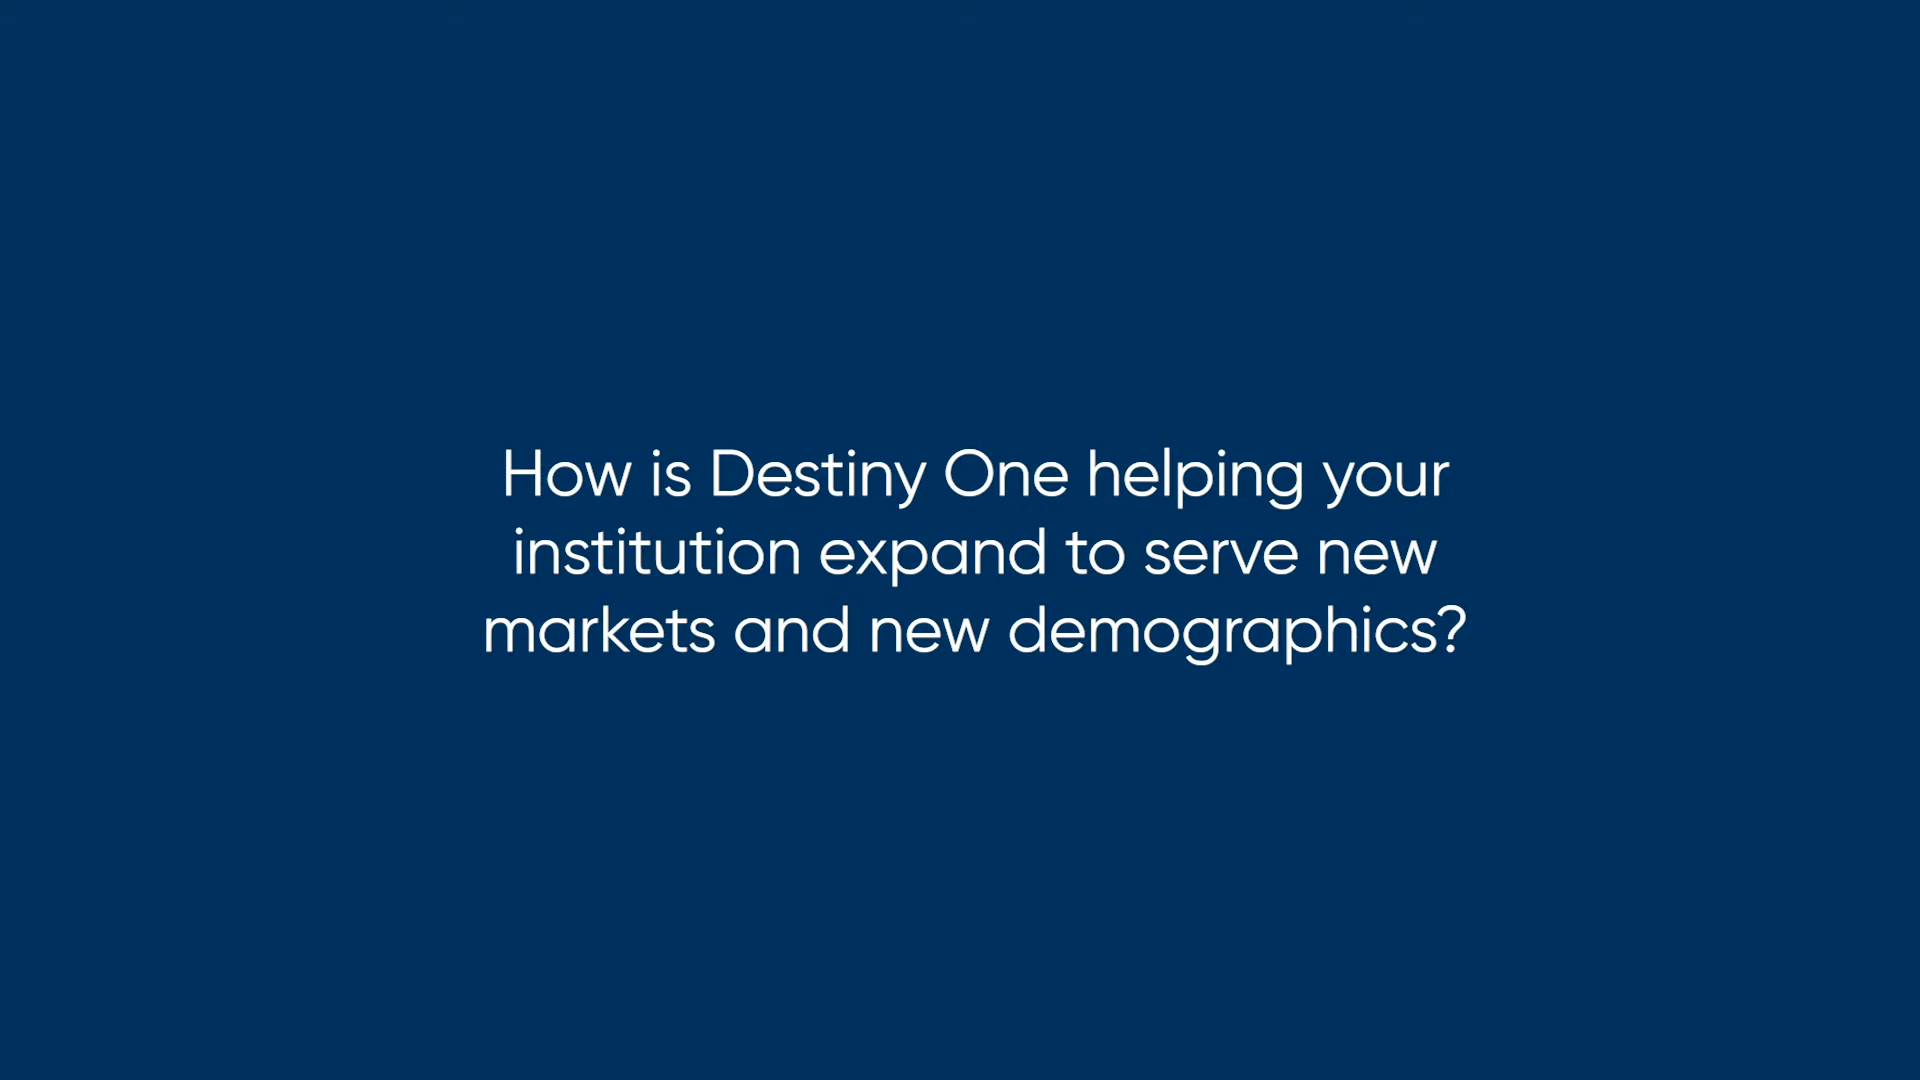 How is Destiny One helping your
institution expand to serve new
markets and new demographics?